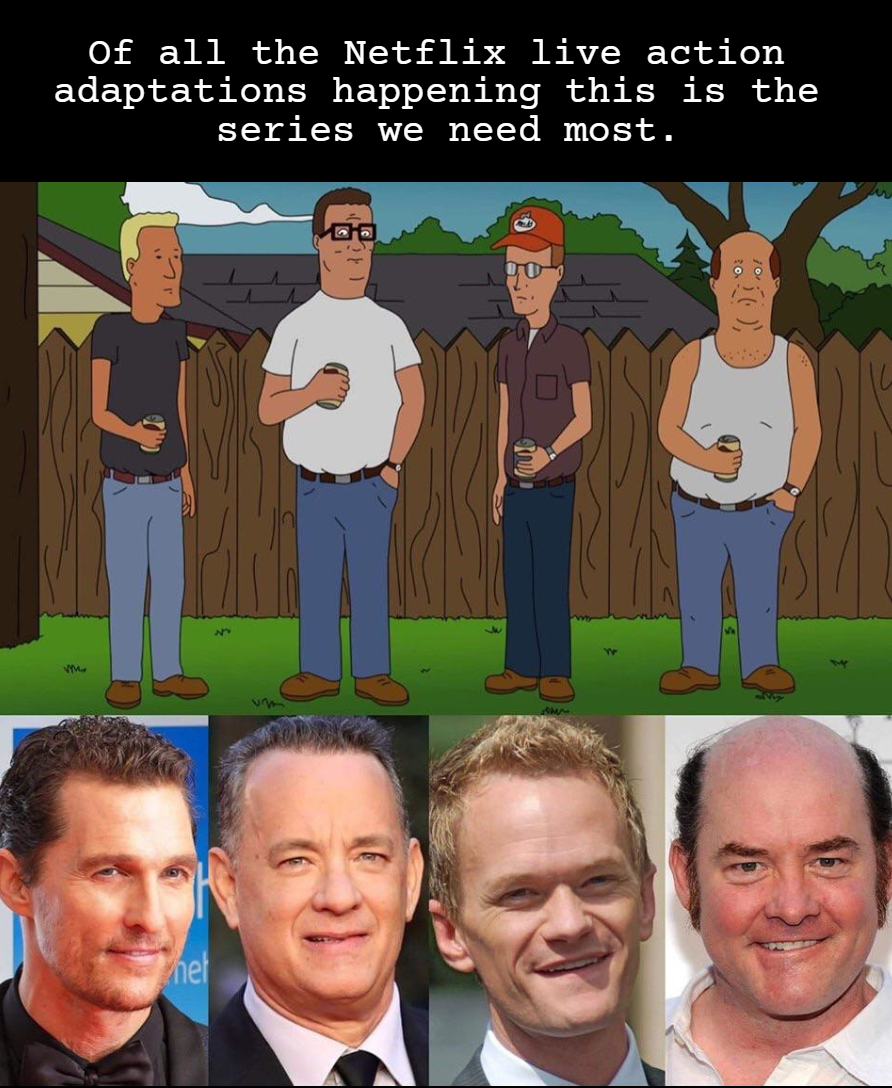 Of all the Netflix live action
adaptations happening this is the
series we need most.